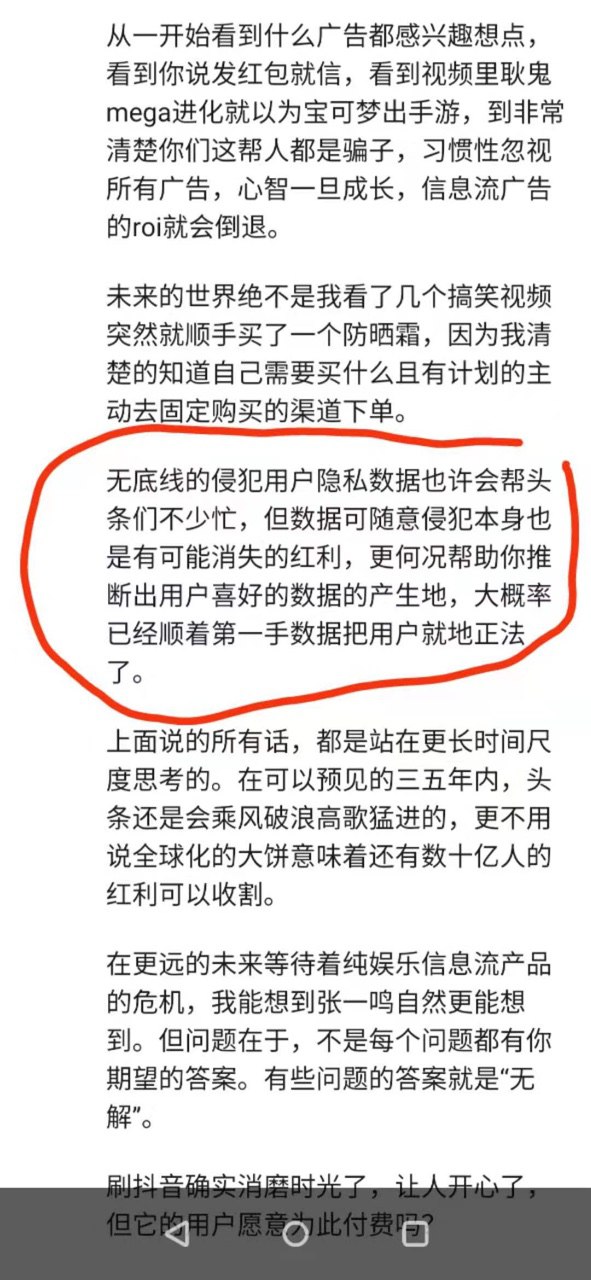 从一开始看到什么广告都感兴趣想点，
看到你说发红包就信，看到视频里耿鬼
mega进化就以为宝可梦出手游，到非常
清楚你们这帮人都是骗子，习惯性忽视
所有广告，心智一旦成长，信息流广告
的roi就会倒退。
未来的世界绝不是我看了几个搞笑视频
突然就顺手买了一个防晒霜，因为我清
楚的知道自己需要买什么且有计划的主
动去固定购买的渠道下单。
无底线的侵犯用户隐私数据也许会帮头
条们不少忙，但数据可随意侵犯本身也
是有可能消失的红利，更何况帮助你推
断出用户喜好的数据的产生地，大概率
已经顺着第一手数据把用户就地正法
了。
上面说的所有话，都是站在更长时间尺
度思考的。在可以预见的三五年内，头
条还是会乘风破浪高歌猛进的，更不用
说全球化的大饼意味着还有数十亿人的
红利可以收割。
在更远的未来等待着纯娱乐信息流产品
的危机，我能想到张一鸣自然更能想
到。但问题在于，不是每个问题都有你
期望的答案。有些问题的答案就是“无
解”。
刷抖音确实消磨时光了，让人开心了，
但它的用户愿意为此付费吗？